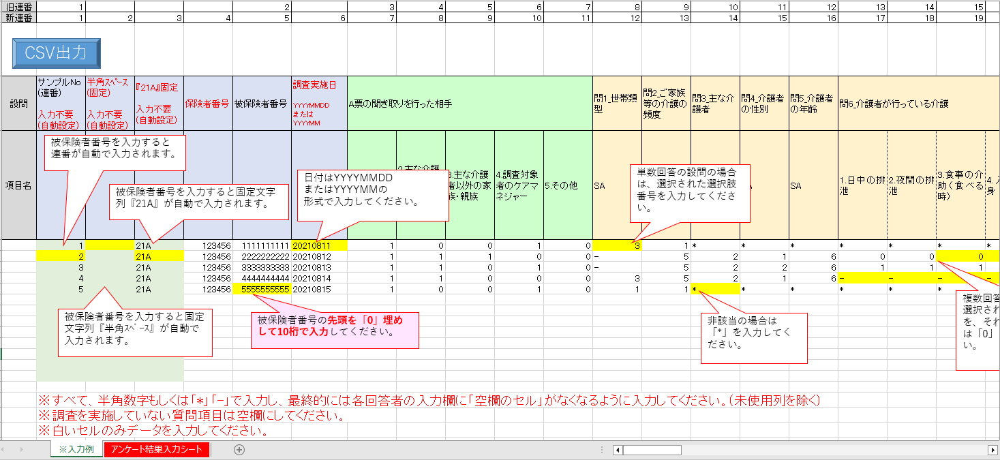 旧連番 1 2 3 4 5 6 7 8 9 10 11 12 13 14 15
新連番 1 2 3 4 5 6 7 8 9 10 11 12 13 14 15 16 17 18 19
CSV出力
設問
サンプルNo
(連番)
入力不要
(自動設定)
半角ｽﾍﾟｰｽ
(固定)
入力不要
(自動設定)
『21A』固定
入力不要
(自動設定)
保険者番号
被保険者番号
調査実施日
YYYYMMDD
または
YYYYMM
A票の聞き取りを行った相手
問1_世帯類
型
問2_ご家族
等の介護の
頻度
問3_主な介
護者
問4_介護者
の性別
問5_介護者
の年齢
問6_介護者が行っている介護
項目名
被保険者番号を入力すると
連番が自動で入力されます。
被保険者番号を入力すると固定文字
列『21A』が自動で入力されます。
日付はYYYYMMDD
またはYYYYMMの
形式で入力してください。
2.主な介護
3.主な介護
者以外の家
族・親族
4.調査対象
者のケアマ
ネジャー
5.その他
SA
単数回答の設問の場合
は、選択された選択肢
番号を入力してくださ
い。
SA
1.日中の排
泄
2.夜間の排
泄
3.食事の介
助(食べる
時)
4.入
身
1 21A 123456 1111111111 20210811 1 0 0 1 0 3 1 * * * * * * *
2 21A 123456 2222222222 20210812 1 1 1 0 0 - 5 2 1 6 0 0 0
3 21A 123456 3333333333 20210813 1 1 0 0 0 - 5 2 2 6 1 1 1
4 21A 123456 4444444444 20210814 1 1 0 0 0 3 5 2 1 6 - - - -
5 21A 123456 5555555555 20210815 1 0 0 1 0 1 1 * * * * * *
被保険者番号を入力すると固定
文字列『半角ｽﾍﾟｰｽ』が自動で
入力されます。
被保険者番号の先頭を「0」埋め
して10桁で入力してください。
非該当の場合は
「*」を入力してく
ださい。
複数回答
選択され
を、それ
は「0」
い。
※すべて、半角数字もしくは「*」「-」で入力し、最終的には各回答者の入力欄に「空欄のセル」がなくなるように入力してください。(未使用列を除く)
※調査を実施していない質問項目は空欄にしてください。
※白いセルのみデータを入力してください。
※入力例 アンケート結果入力シート